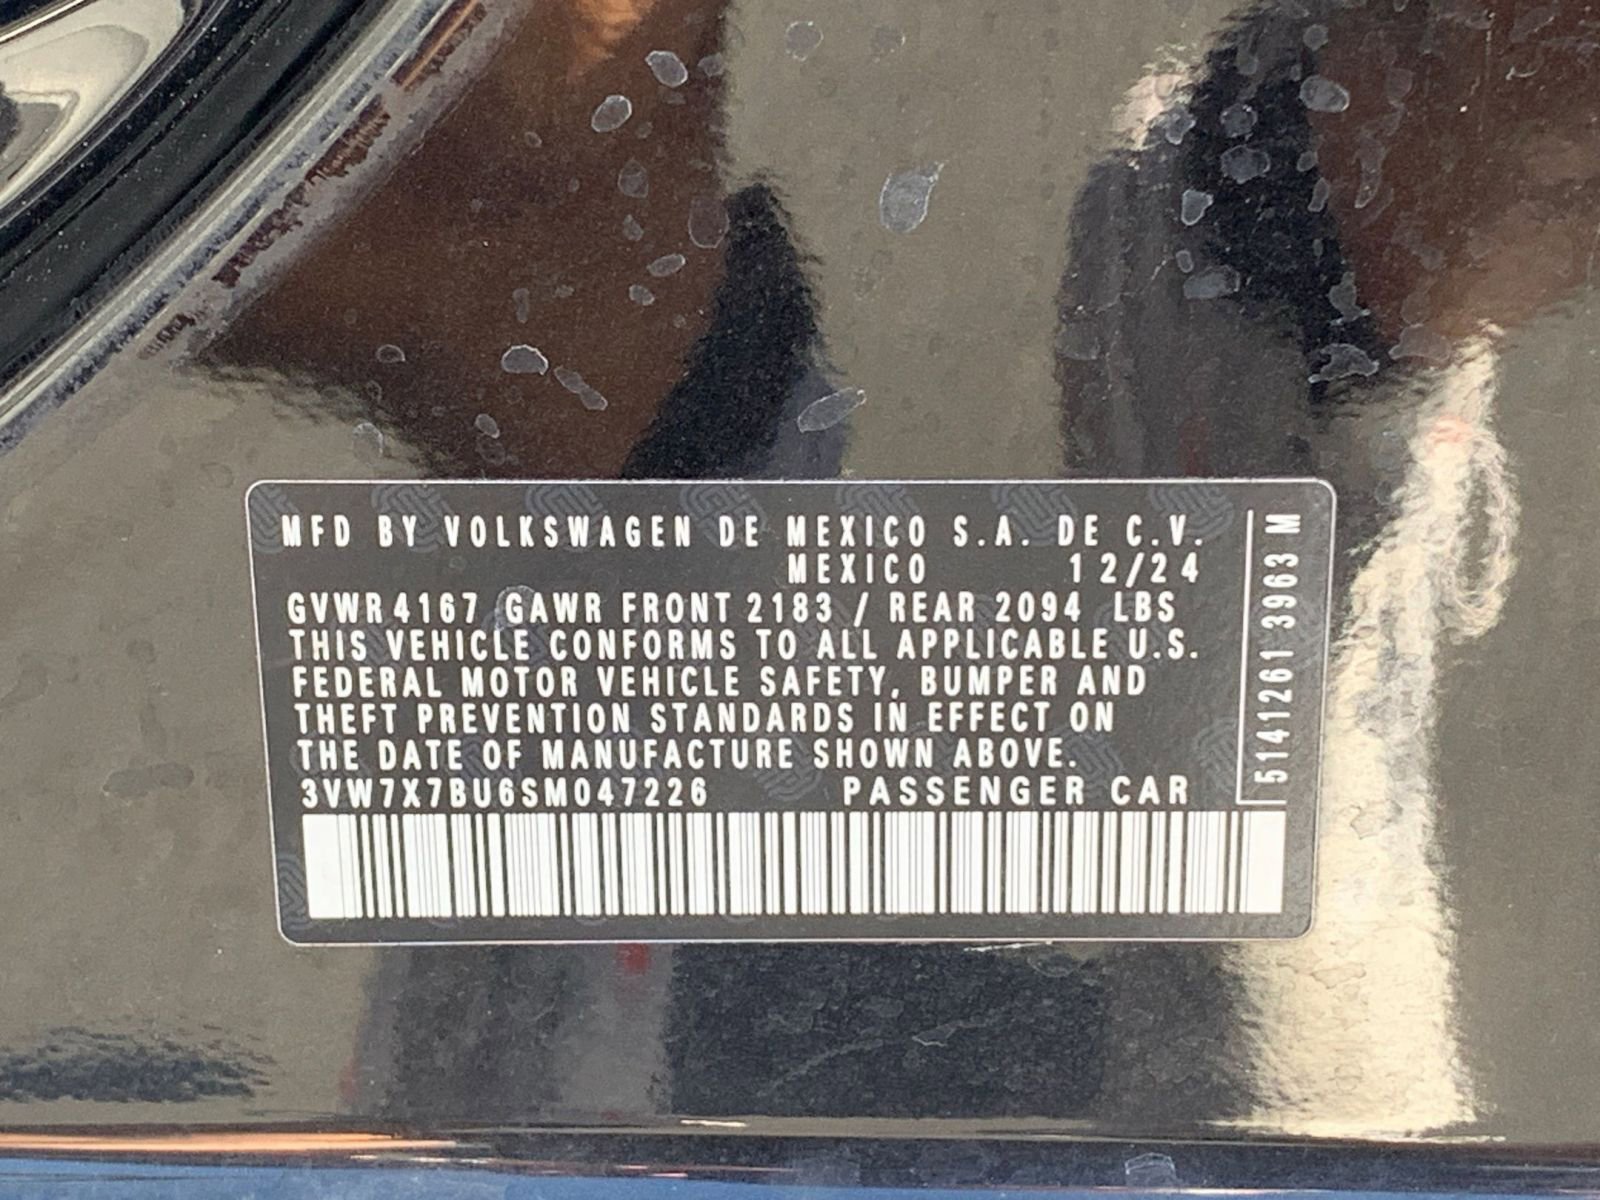 MFD BY VOLKSWAGEN DE MEXICO S.A. DE C.V.
MEXICO 12/24
GVWR 4167 GAWR FRONT 2183 / REAR 2094 LBS
THIS VEHICLE CONFORMS TO ALL APPLICABLE U.S.
FEDERAL MOTOR VEHICLE SAFETY, BUMPER AND
THEFT PREVENTION STANDARDS IN EFFECT ON
THE DATE OF MANUFACTURE SHOWN ABOVE.
3VW7X7BU6SM047226 PASSENGER CAR
5141261 3963 M